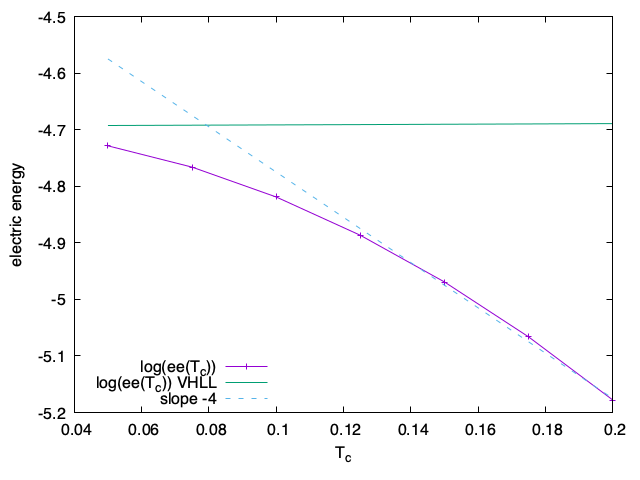 -4.5
-4.6
-4.7
-4.8
-4.9
-5
-5.1
-5.2
electric energy
log(ee(T_c))
log(ee(T_c)) VHLL
slope -4
0.04 0.06 0.08 0.1 0.12 0.14 0.16 0.18 0.2
T_c